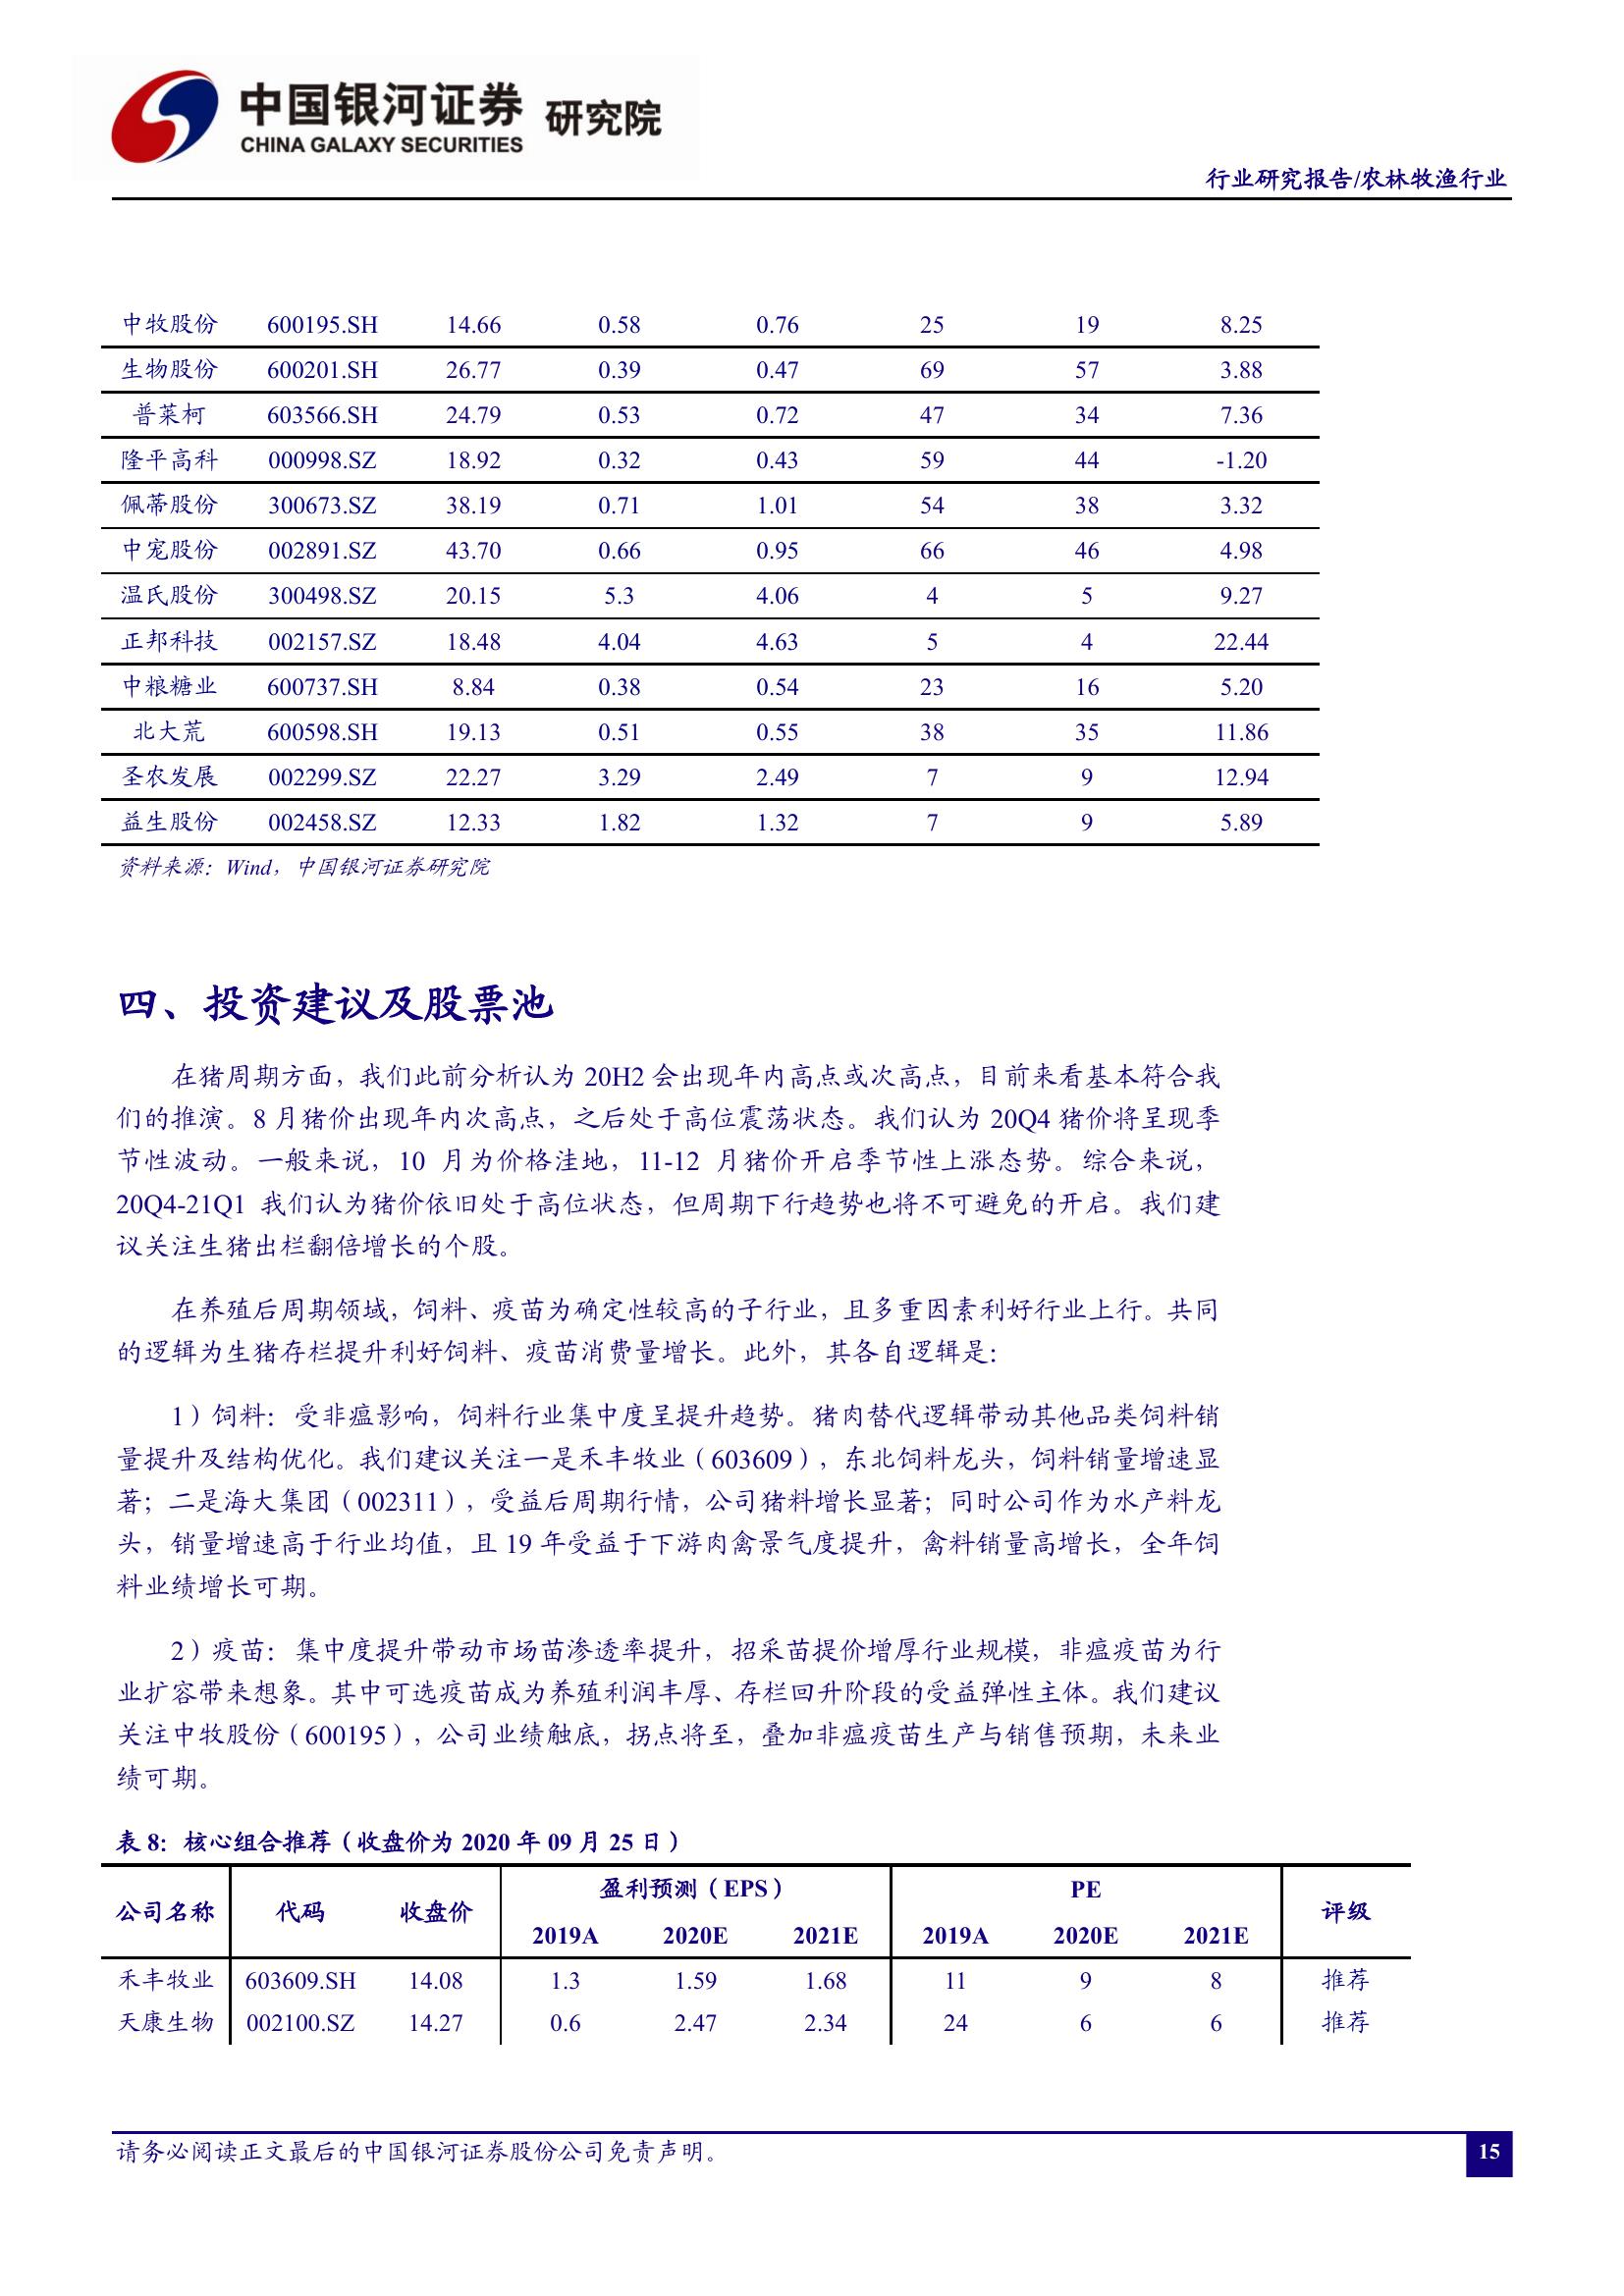 中国银河证券 研究院
CHINA GALAXY SECURITIES
行业研究报告/农林牧渔行业
中牧股份 600195.SH 14.66 0.58 0.76 25 19 8.25
生物股份 600201.SH 26.77 0.39 0.47 69 57 3.88
普莱柯 603566.SH 24.79 0.53 0.72 47 34 7.36
隆平高科 000998.SZ 18.92 0.32 0.43 59 44 -1.20
佩蒂股份 300673.SZ 38.19 0.71 1.01 54 38 3.32
中宠股份 002891.SZ 43.70 0.66 0.95 66 46 4.98
温氏股份 300498.SZ 20.15 5.3 4.06 4 5 9.27
正邦科技 002157.SZ 18.48 4.04 4.63 5 4 22.44
中粮糖业 600737.SH 8.84 0.38 0.54 23 16 5.20
北大荒 600598.SH 19.13 0.51 0.55 38 35 11.86
圣农发展 002299.SZ 22.27 3.29 2.49 7 9 12.94
益生股份 002458.SZ 12.33 1.82 1.32 7 9 5.89
资料来源：Wind，中国银河证券研究院
四、投资建议及股票池
在猪周期方面，我们此前分析认为 20H2 会出现年内高点或次高点，目前来看基本符合我
们的推演。8 月猪价出现年内次高点，之后处于高位震荡状态。我们认为 20Q4 猪价将呈现季
节性波动。一般来说，10 月为价格洼地，11-12 月猪价开启季节性上涨态势。综合来说，
20Q4-21Q1 我们认为猪价依旧处于高位状态，但周期下行趋势也将不可避免的开启。我们建
议关注生猪出栏翻倍增长的个股。
在养殖后周期领域，饲料、疫苗为确定性较高的子行业，且多重因素利好行业上行。共同
的逻辑为生猪存栏提升利好饲料、疫苗消费量增长。此外，其各自逻辑是：
1）饲料：受非瘟影响，饲料行业集中度呈提升趋势。猪肉替代逻辑带动其他品类饲料销
量提升及结构优化。我们建议关注一是禾丰牧业（603609），东北饲料龙头，饲料销量增速显
著；二是海大集团（002311），受益后周期行情，公司猪料增长显著；同时公司作为水产料龙
头，销量增速高于行业均值，且 19 年受益于下游肉禽景气度提升，禽料销量高增长，全年饲
料业绩增长可期。
2）疫苗：集中度提升带动市场苗渗透率提升，招采苗提价增厚行业规模，非瘟疫苗为行
业扩容带来想象。其中可选疫苗成为养殖利润丰厚、存栏回升阶段的受益弹性主体。我们建议
关注中牧股份（600195），公司业绩触底，拐点将至，叠加非瘟疫苗生产与销售预期，未来业
绩可期。
表 8：核心组合推荐（收盘价为 2020 年 09 月 25 日）
公司名称 代码 收盘价 盈利预测（EPS） PE 评级
2019A 2020E 2021E 2019A 2020E 2021E
禾丰牧业 603609.SH 14.08 1.3 1.59 1.68 11 9 8 推荐
天康生物 002100.SZ 14.27 0.6 2.47 2.34 24 6 6 推荐
请务必阅读正文最后的中国银河证券股份公司免责声明。
15